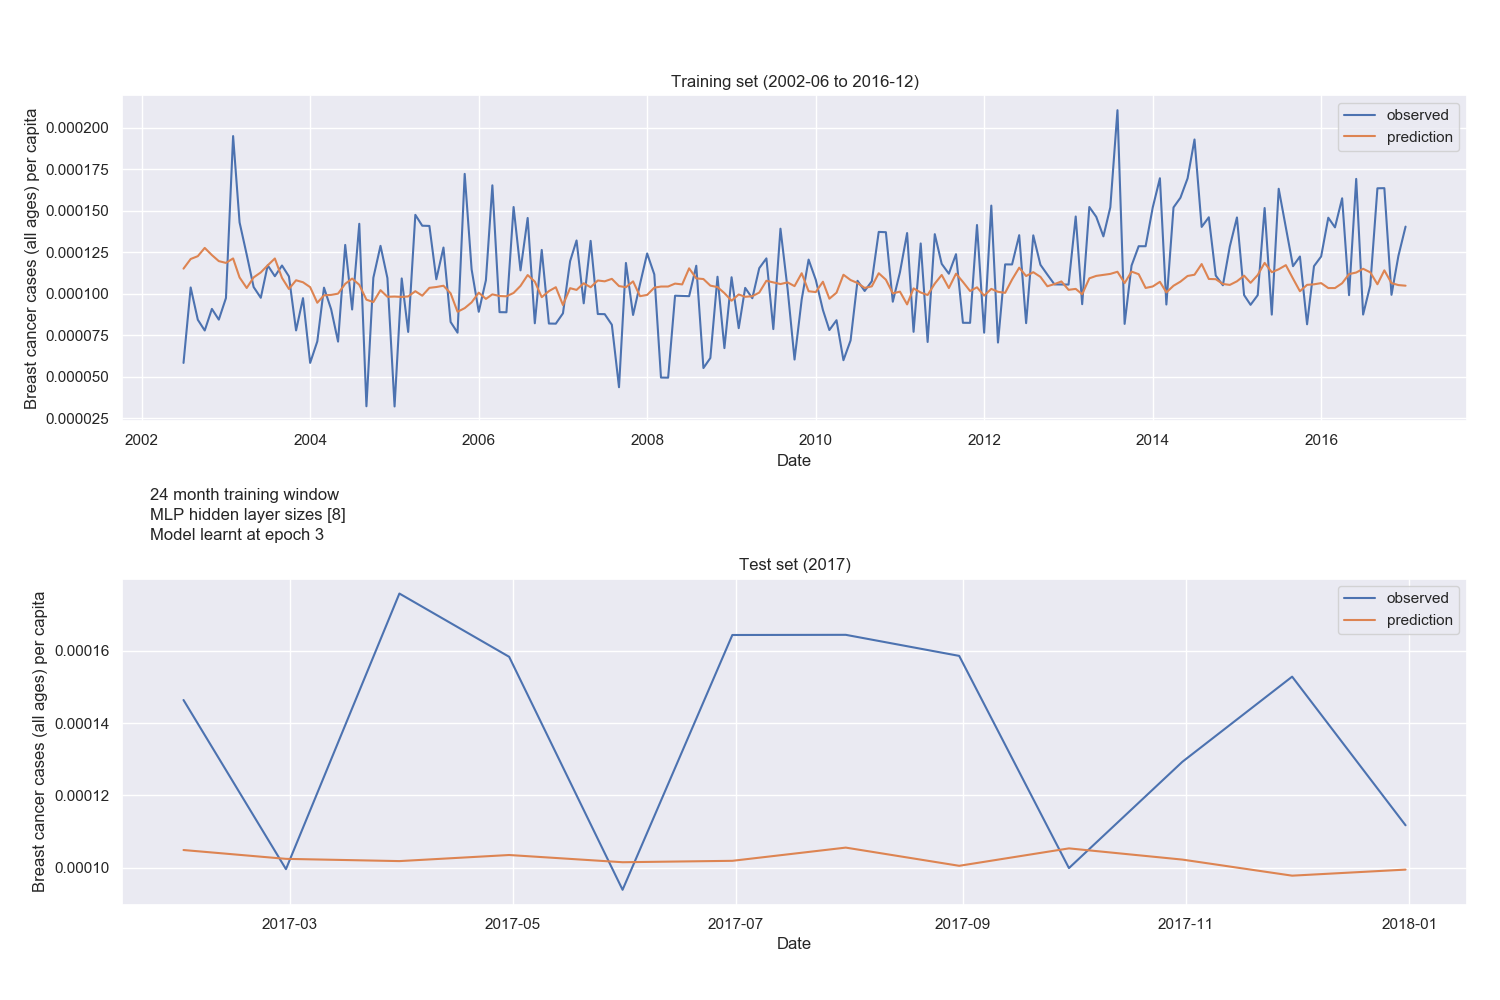 Training set (2002-06 to 2016-12)
Breast cancer cases (all ages) per capita
0.000200
0.000175
0.000150
0.000125
0.000100
0.000075
0.000050
0.000025
observed
prediction
2002 2004 2006 2008 2010 2012 2014 2016
Date
24 month training window
MLP hidden layer sizes [8]
Model learnt at epoch 3
Test set (2017)
Breast cancer cases (all ages) per capita
0.00016
0.00014
0.00012
0.00010
observed
prediction
2017-03 2017-05 2017-07 2017-09 2017-11 2018-01
Date